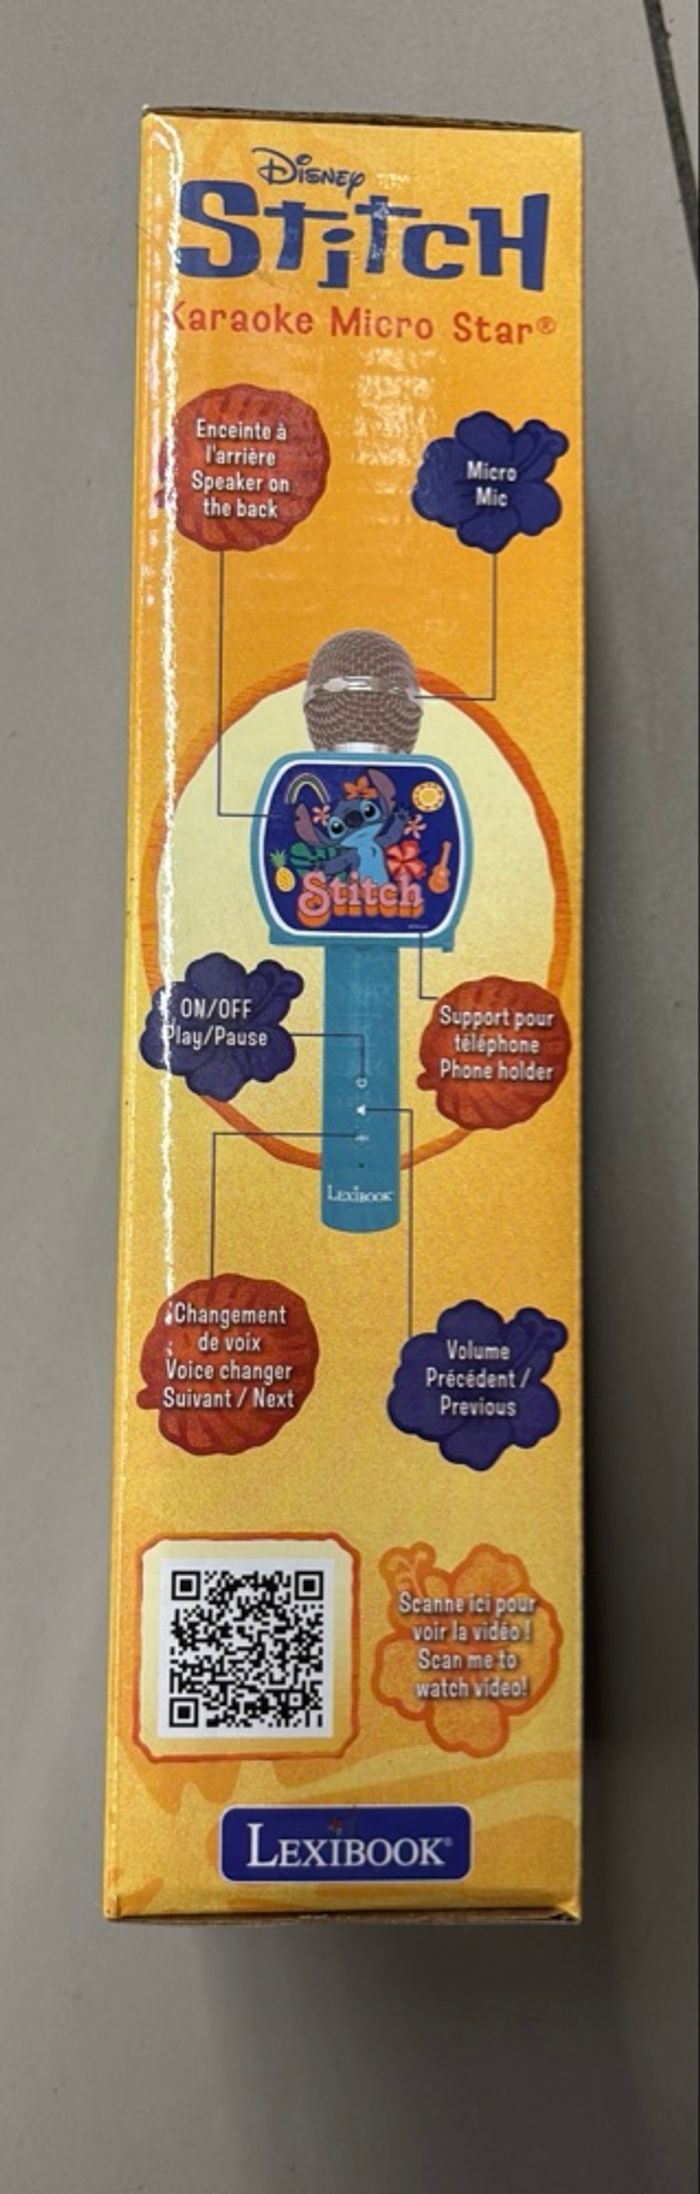 Disney
Stitch
Karaoke Micro Star®
Enceinte à
l'arrière
Speaker on
the back
Micro
Mic
Stitch
ON/OFF
Play/Pause
Support pour
téléphone
Phone holder
LEXIBOOK
Changement
de voix
Voice changer
Suivant / Next
Volume
Précédent /
Previous
Scanne ici pour
voir la vidéo !
Scan me to
watch video!
LEXIBOOK®